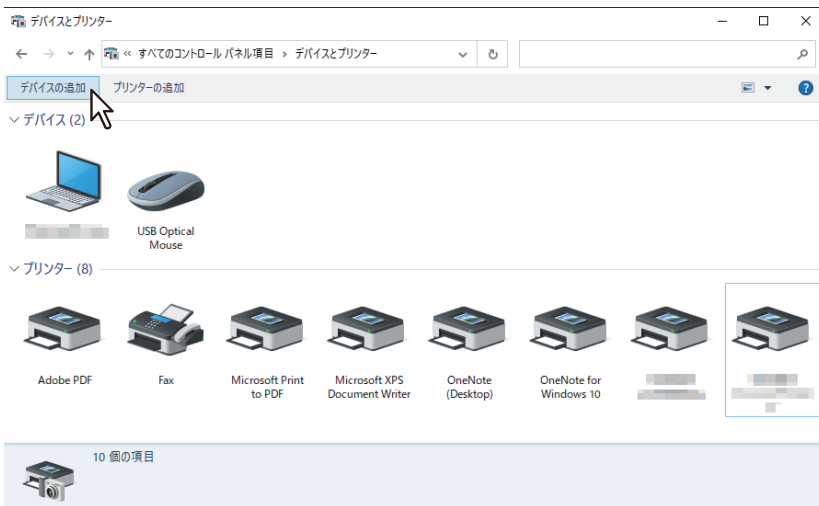 デバイスとプリンター
« すべてのコントロール パネル項目 › デバイスとプリンター
デバイスの追加 プリンターの追加
デバイス (2)
USB Optical
Mouse
プリンター (8)
Adobe PDF
Fax
Microsoft Print
to PDF
Microsoft XPS
Document Writer
OneNote
(Desktop)
OneNote for
Windows 10
10 個の項目